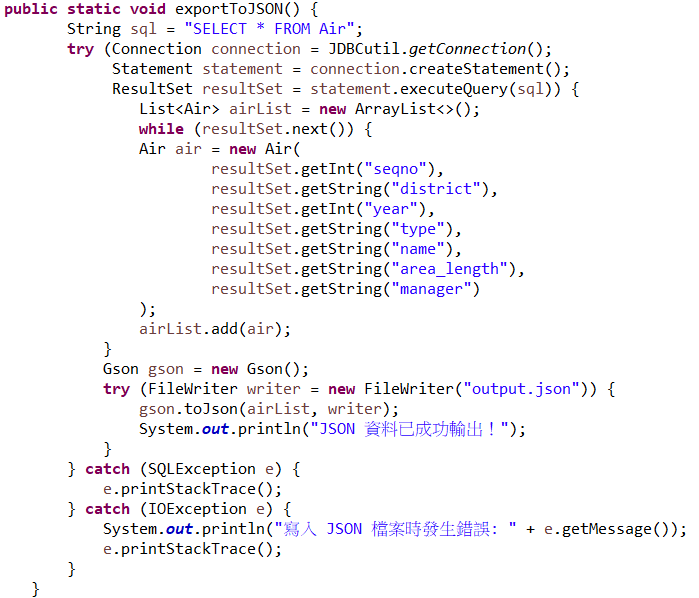 public static void exportToJSON() {
String sql = "SELECT * FROM Air";
try (Connection connection = JDBCutil.getConnection();
Statement statement = connection.createStatement();
ResultSet resultSet = statement.executeQuery(sql)) {
List<Air> airList = new ArrayList<>();
while (resultSet.next()) {
Air air = new Air(
resultSet.getInt("seqno"),
resultSet.getString("district"),
resultSet.getInt("year"),
resultSet.getString("type"),
resultSet.getString("name"),
resultSet.getString("area_length"),
resultSet.getString("manager")
);
airList.add(air);
}
Gson gson = new Gson();
try (FileWriter writer = new FileWriter("output.json")) {
gson.toJson(airList, writer);
System.out.println("JSON 資料已成功輸出！");
}
} catch (SQLException e) {
e.printStackTrace();
} catch (IOException e) {
System.out.println("寫入 JSON 檔案時發生錯誤: " + e.getMessage());
e.printStackTrace();
}
}